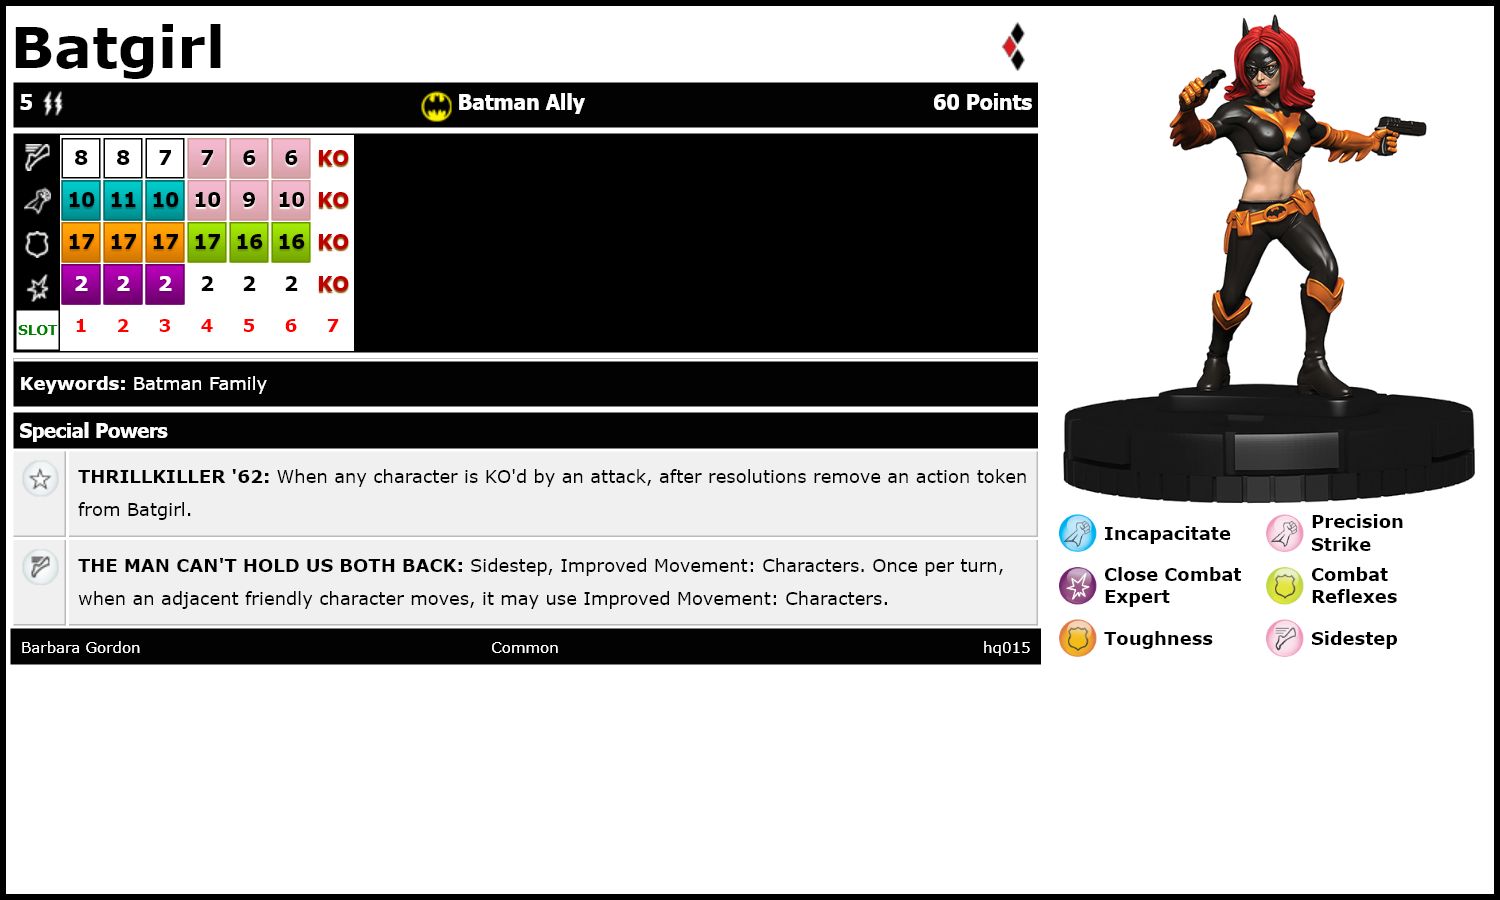 Batgirl
5 Batman Ally 60 Points
8 8 7 7 6 6 KO
10 11 10 10 9 10 KO
17 17 17 17 16 16 KO
2 2 2 2 2 2 KO
SLOT 1 2 3 4 5 6 7
Keywords: Batman Family
Special Powers
THRILLKILLER '62: When any character is KO'd by an attack, after resolutions remove an action token
from Batgirl.
THE MAN CAN'T HOLD US BOTH BACK: Sidestep, Improved Movement: Characters. Once per turn,
when an adjacent friendly character moves, it may use Improved Movement: Characters.
Barbara Gordon Common hq015
Incapacitate
Precision
Strike
Close Combat
Expert
Combat
Reflexes
Toughness
Sidestep